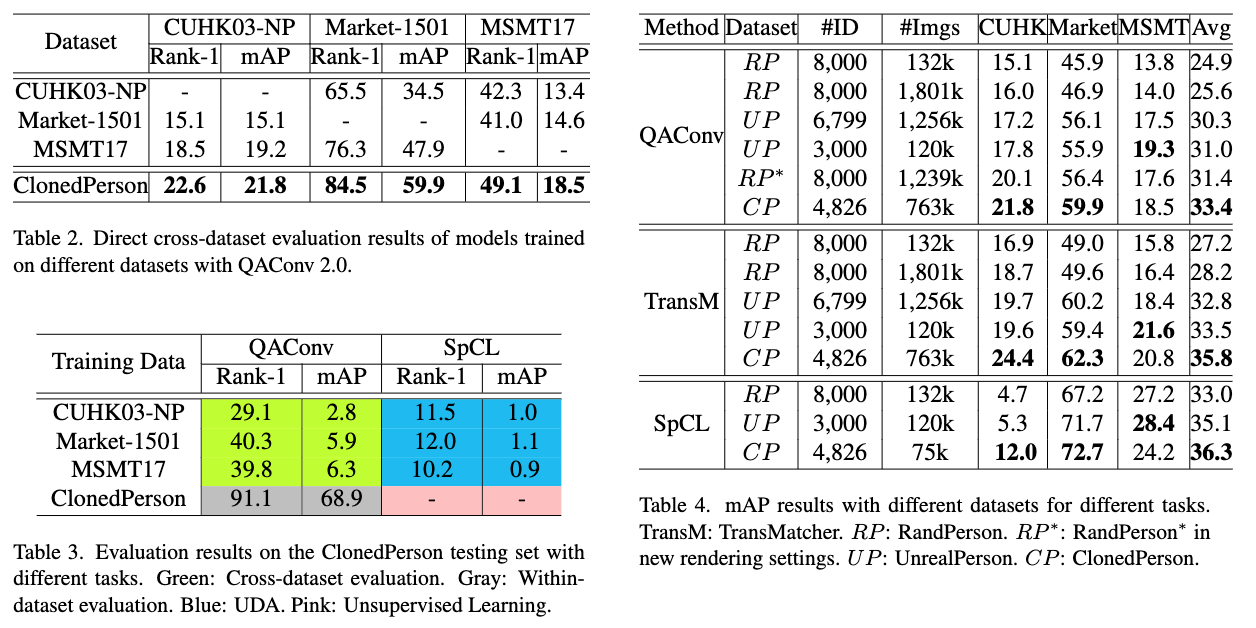 Dataset CUHK03-NP Market-1501 MSMT17
Rank-1 mAP Rank-1 mAP Rank-1 mAP
CUHK03-NP - - 65.5 34.5 42.3 13.4
Market-1501 15.1 15.1 - - 41.0 14.6
MSMT17 18.5 19.2 76.3 47.9 - -
ClonedPerson 22.6 21.8 84.5 59.9 49.1 18.5
Table 2. Direct cross-dataset evaluation results of models trained
on different datasets with QAConv 2.0.
Training Data QAConv SpCL
Rank-1 mAP Rank-1 mAP
CUHK03-NP 29.1 2.8 11.5 1.0
Market-1501 40.3 5.9 12.0 1.1
MSMT17 39.8 6.3 10.2 0.9
ClonedPerson 91.1 68.9 - -
Table 3. Evaluation results on the ClonedPerson testing set with
different tasks. Green: Cross-dataset evaluation. Gray: Within-
dataset evaluation. Blue: UDA. Pink: Unsupervised Learning.
Method Dataset #ID #Imgs CUHK Market MSMT Avg
RP 8,000 132k 15.1 45.9 13.8 24.9
RP 8,000 1,801k 16.0 46.9 14.0 25.6
UP 6,799 1,256k 17.2 56.1 17.5 30.3
QAConv UP 3,000 120k 17.8 55.9 19.3 31.0
RP* 8,000 1,239k 20.1 56.4 17.6 31.4
CP 4,826 763k 21.8 59.9 18.5 33.4
RP 8,000 132k 16.9 49.0 15.8 27.2
RP 8,000 1,801k 18.7 49.6 16.4 28.2
TransM UP 6,799 1,256k 19.7 60.2 18.4 32.8
UP 3,000 120k 19.6 59.4 21.6 33.5
CP 4,826 763k 24.4 62.3 20.8 35.8
RP 8,000 132k 4.7 67.2 27.2 33.0
SpCL UP 3,000 120k 5.3 71.7 28.4 35.1
CP 4,826 75k 12.0 72.7 24.2 36.3
Table 4. mAP results with different datasets for different tasks.
TransM: TransMatcher. RP: RandPerson. RP*: RandPerson* in
new rendering settings. UP: UnrealPerson. CP: ClonedPerson.